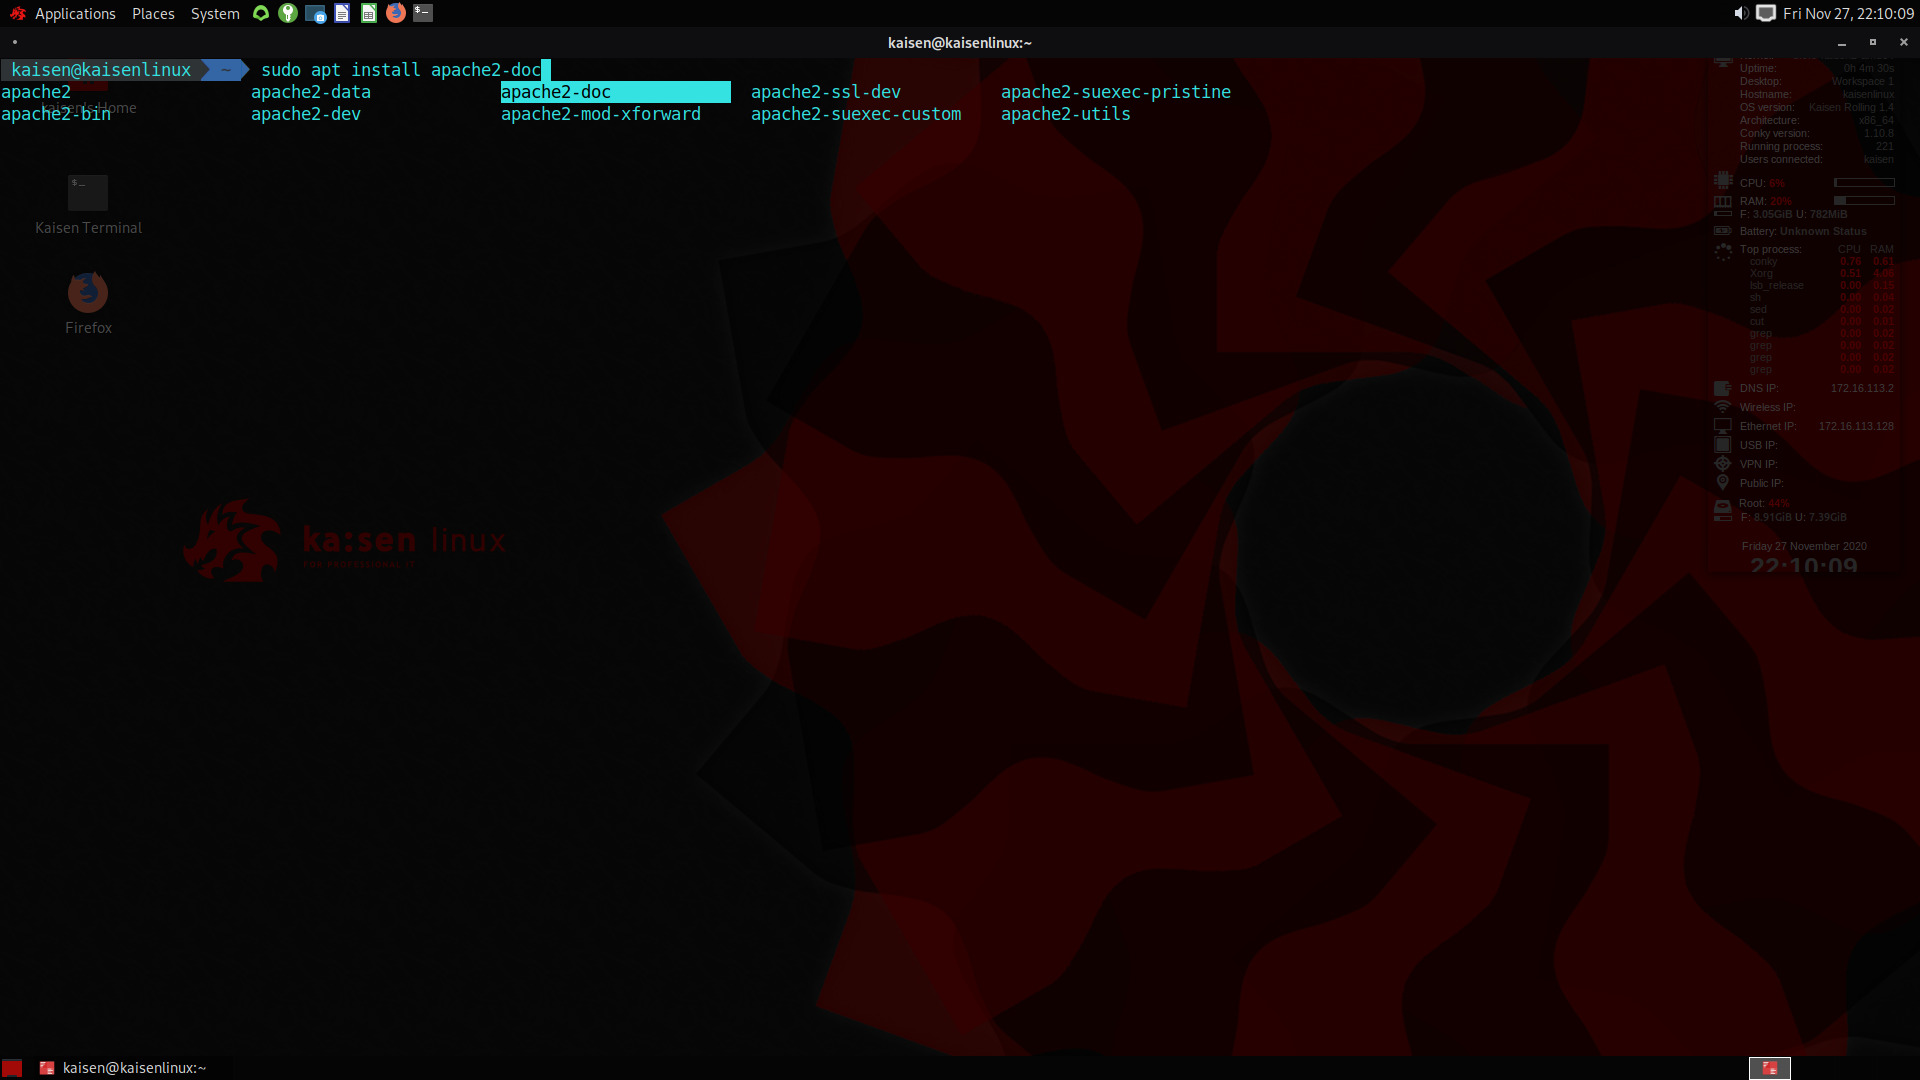 Applications Places System Fri Nov 27, 22:10:09
kaisen@kaisenlinux:~
kaisen@kaisenlinux ~ sudo apt install apache2-doc
apache2 apache2-data apache2-doc apache2-ssl-dev apache2-suexec-pristine
apache2-bin apache2-dev apache2-mod-xforward apache2-suexec-custom apache2-utils
kaisen's Home
Kaisen Terminal
Firefox
ka:sen linux
FOR PROFESSIONAL IT
Uptime: 0h 4m 30s
Desktop: Workspace 1
Hostname: kaisenlinux
OS version: Kaisen Rolling 1.4
Architecture: x86_64
Conky version: 1.10.8
Running process: 221
Users connected: kaisen
CPU: 6%
RAM: 20%
F: 3.05GiB U: 782MiB
Battery: Unknown Status
Top process: CPU RAM
conky 0.76 0.61
Xorg 0.51 4.06
lsb_release 0.00 0.15
sh 0.00 0.04
sed 0.00 0.02
cut 0.00 0.01
grep 0.00 0.02
grep 0.00 0.02
grep 0.00 0.02
grep 0.00 0.02
DNS IP: 172.16.113.2
Wireless IP:
Ethernet IP: 172.16.113.128
USB IP:
VPN IP:
Public IP:
Root: 44%
F: 8.91GiB U: 7.39GiB
Friday 27 November 2020
22:10:09
kaisen@kaisenlinux:~